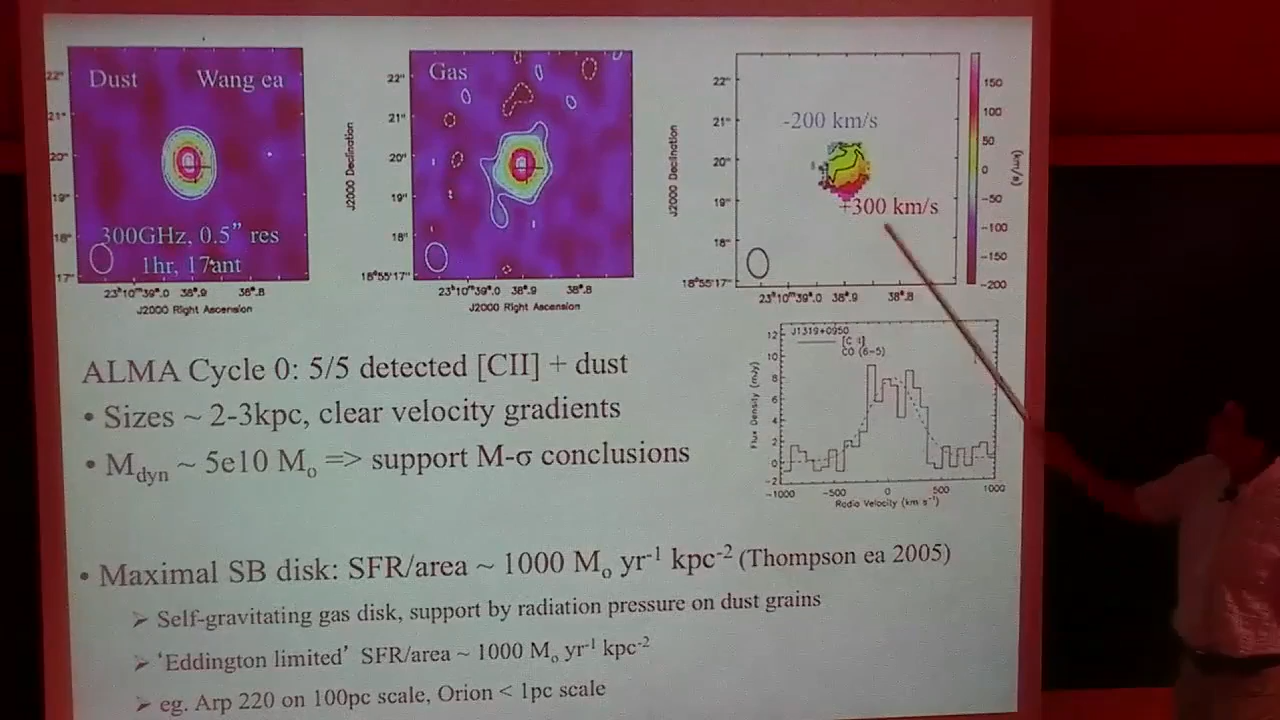 Dust Wang ea
22"
21"
20"
19"
18"
17"
300GHz, 0.5" res
1hr, 17ant
23ʰ10ᵐ39ˢ.0 38ˢ.9 38ˢ.8
J2000 Right Ascension
Gas
J2000 Declination
22"
21"
20"
19"
18"
18°55'17"
23ʰ10ᵐ39ˢ.0 38ˢ.9 38ˢ.8
J2000 Right Ascension
J2000 Declination
22"
21"
20"
19"
18"
18°55'17"
-200 km/s
+300 km/s
23ʰ10ᵐ39ˢ.0 38ˢ.9 38ˢ.8
150
100
50
0
−50
−100
−150
−200
(km/s)
ALMA Cycle 0: 5/5 detected [CII] + dust
• Sizes ~ 2-3kpc, clear velocity gradients
• Mdyn ~ 5e10 Mo => support M-σ conclusions
J1319+0950
CO (6-5)
Flux Density (mJy)
12
10
8
6
4
2
0
−2
−1000 −500 0 500 1000
Radio Velocity (km s⁻¹)
• Maximal SB disk: SFR/area ~ 1000 Mo yr⁻¹ kpc⁻² (Thompson ea 2005)
➢ Self-gravitating gas disk, support by radiation pressure on dust grains
➢ 'Eddington limited' SFR/area ~ 1000 Mo yr⁻¹ kpc⁻²
➢ eg. Arp 220 on 100pc scale, Orion < 1pc scale